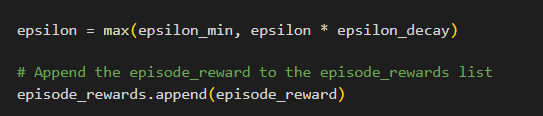 epsilon = max(epsilon_min, epsilon * epsilon_decay)
# Append the episode_reward to the episode_rewards list
episode_rewards.append(episode_reward)